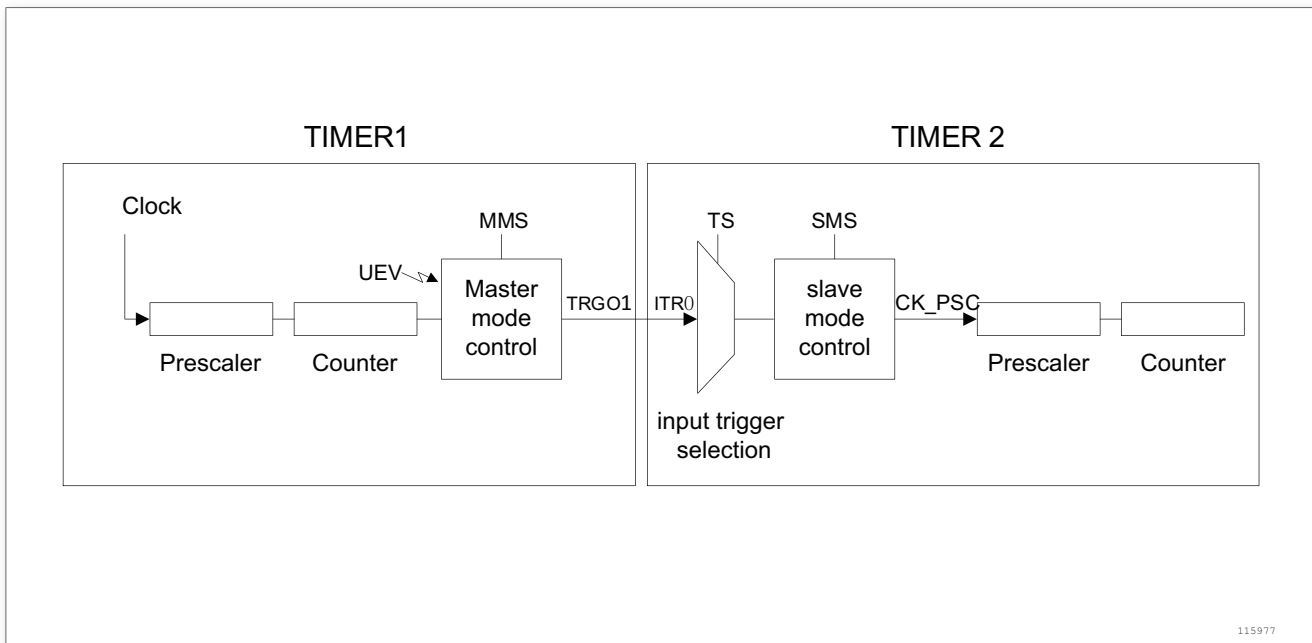 TIMER1
TIMER 2
Clock
MMS
TS
SMS
UEV
Master
mode
control
TRGO1
ITR0
slave
mode
control
CK_PSC
Prescaler
Counter
Prescaler
Counter
input trigger
selection
115977